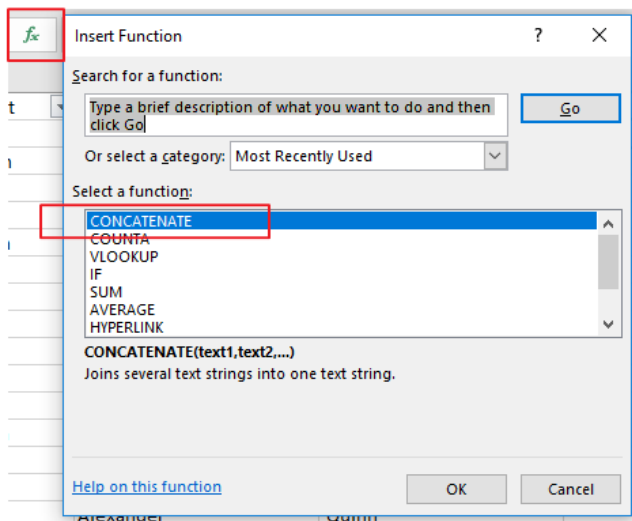 fx
Insert Function ? ×
Search for a function:
Type a brief description of what you want to do and then
click Go
Go
Or select a category: Most Recently Used
Select a function:
CONCATENATE
COUNTA
VLOOKUP
IF
SUM
AVERAGE
HYPERLINK
CONCATENATE(text1,text2,...)
Joins several text strings into one text string.
Help on this function
OK
Cancel
Alexander
Quinn